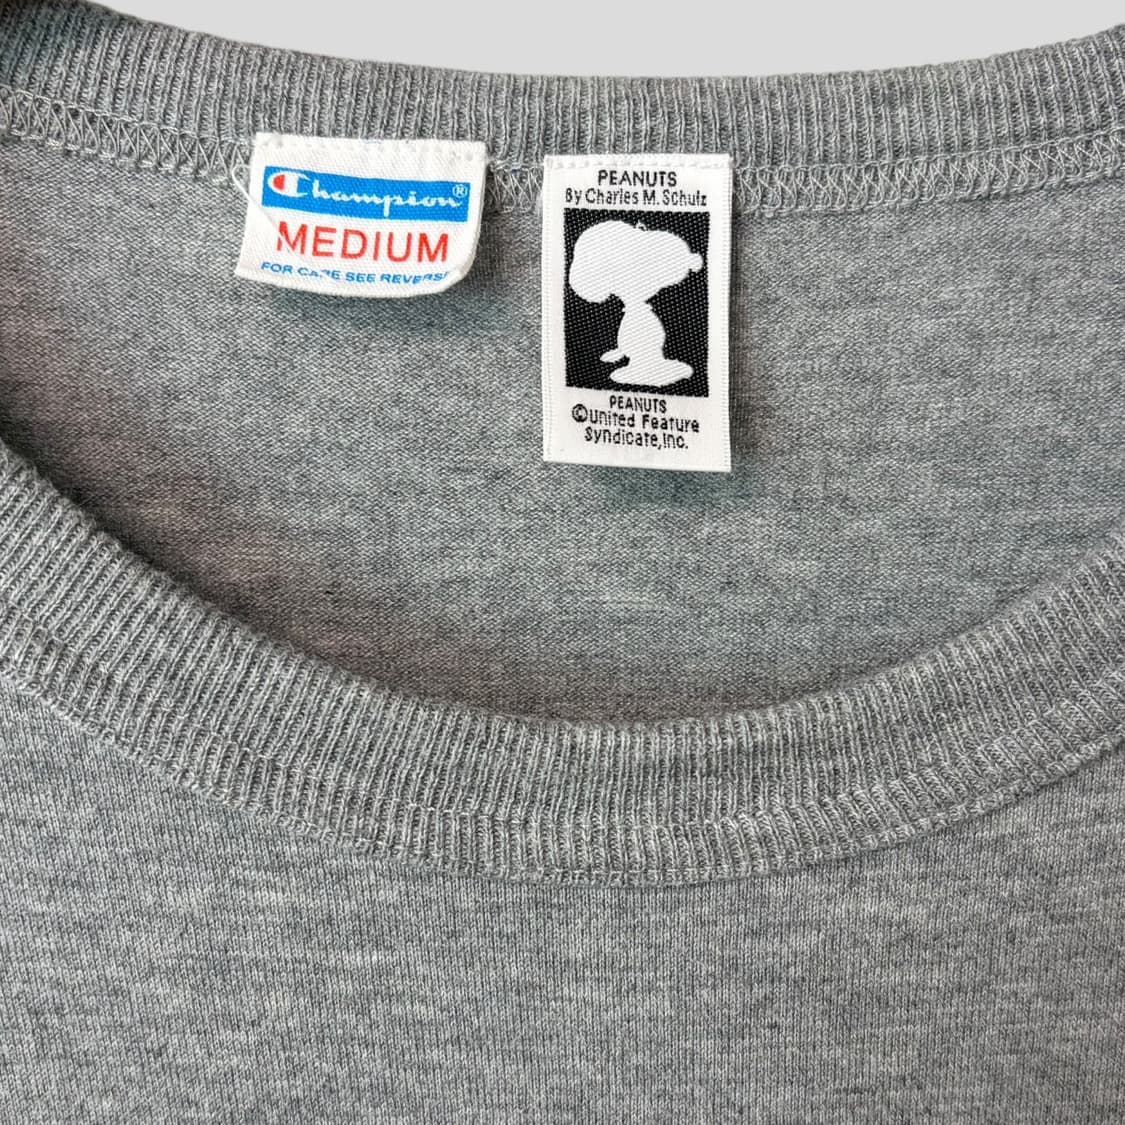 Champion®
MEDIUM
FOR CARE SEE REVERSE
PEANUTS
By Charles M. Schulz
PEANUTS
©United Feature
Syndicate,Inc.